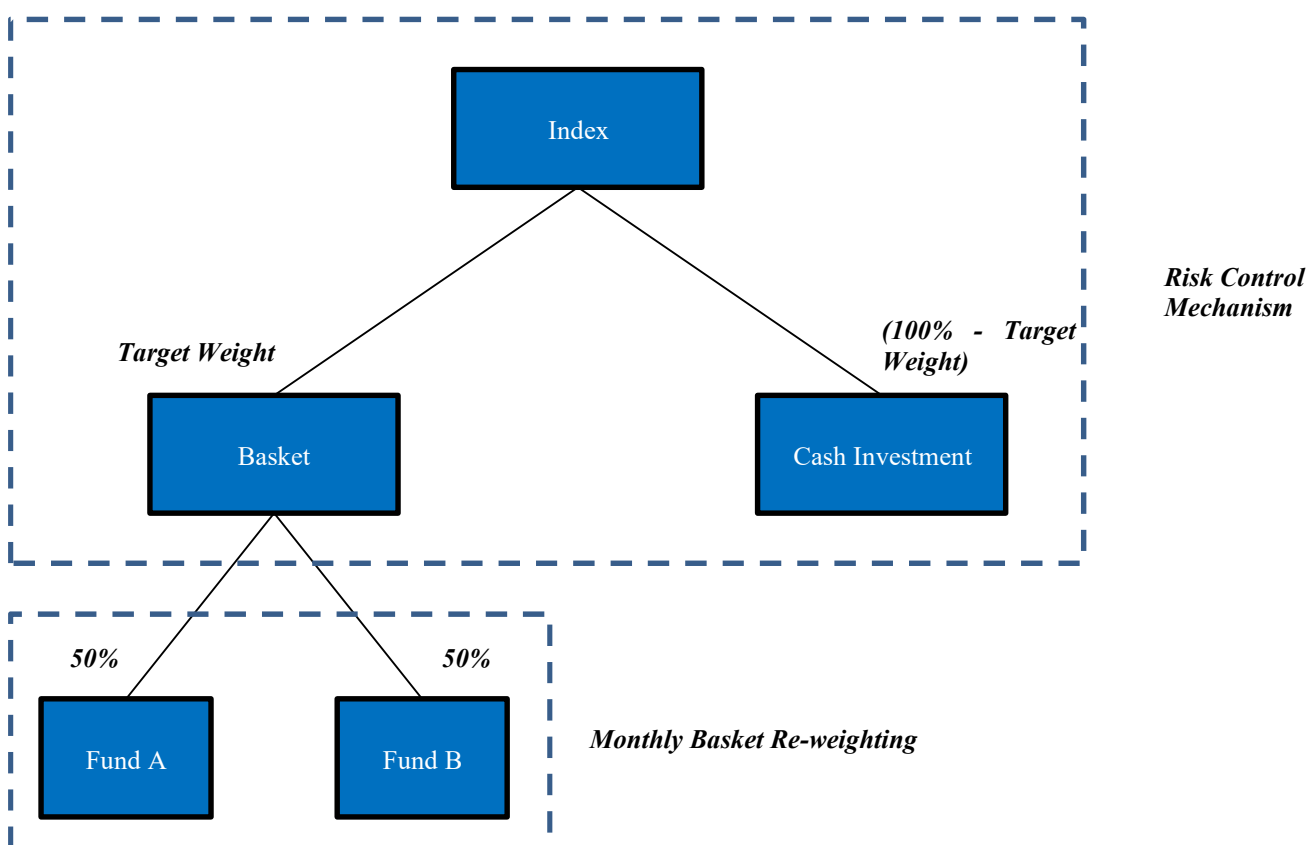 Index
Risk Control
Mechanism
Target Weight
(100% - Target
Weight)
Basket
Cash Investment
50%
50%
Fund A
Fund B
Monthly Basket Re-weighting